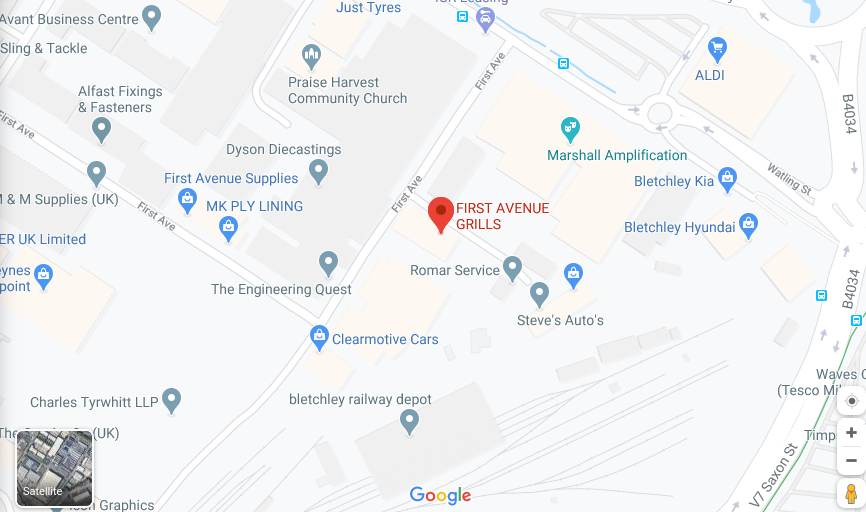 Avant Business Centre
Just Tyres
Sling & Tackle
First Ave
ALDI
Praise Harvest
Community Church
Alfast Fixings
& Fasteners
B4034
First Ave
Dyson Diecastings
Marshall Amplification
First Avenue Supplies
Watling St
Bletchley Kia
M & M Supplies (UK)
First Ave
MK PLY LINING
First Ave
FIRST AVENUE
GRILLS
Bletchley Hyundai
ER UK Limited
eynes
point
Romar Service
The Engineering Quest
B4034
Steve's Auto's
Clearmotive Cars
Waves C
(Tesco Mil
Charles Tyrwhitt LLP
bletchley railway depot
(UK)
Timp
V7 Saxon St
Satellite
Google
Icon Graphics